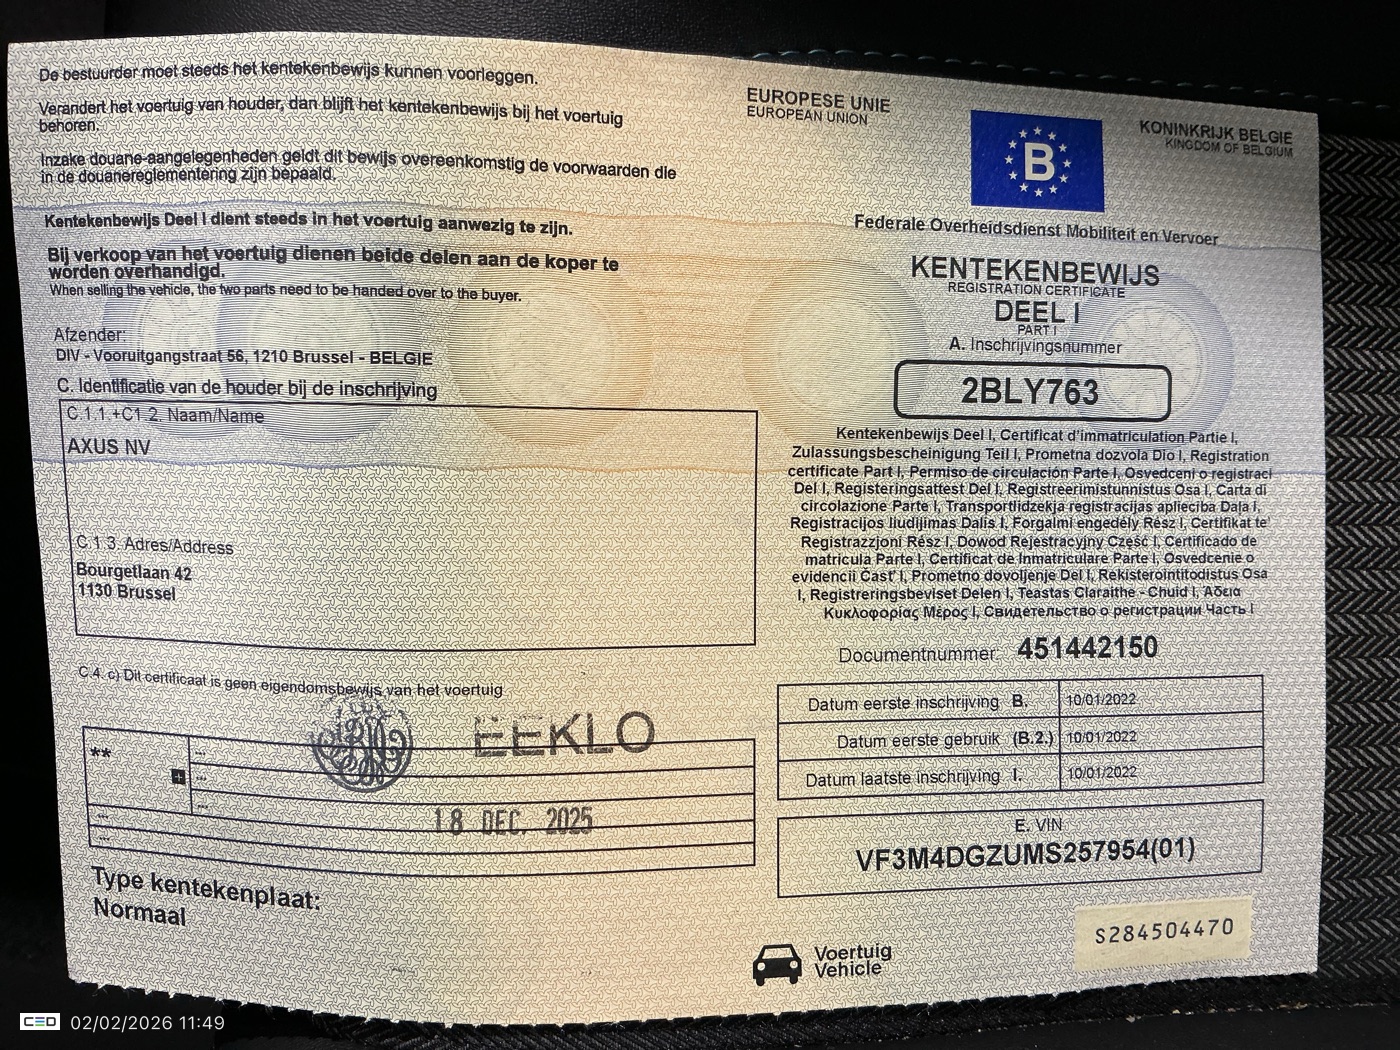 De bestuurder moet steeds het kentekenbewijs kunnen voorleggen.
Verandert het voertuig van houder, dan blijft het kentekenbewijs bij het voertuig
behoren.
Inzake douane-aangelegenheden geldt dit bewijs overeenkomstig de voorwaarden die
in de douanereglementering zijn bepaald.
Kentekenbewijs Deel I dient steeds in het voertuig aanwezig te zijn.
Bij verkoop van het voertuig dienen beide delen aan de koper te
worden overhandigd.
When selling the vehicle, the two parts need to be handed over to the buyer.
Afzender:
DIV - Vooruitgangstraat 56, 1210 Brussel - BELGIE
C. Identificatie van de houder bij de inschrijving
C.1.1.+C1.2. Naam/Name
AXUS NV
C.1.3. Adres/Address
Bourgetlaan 42
1130 Brussel
C.4. c) Dit certificaat is geen eigendomsbewijs van het voertuig
EEKLO
**
+
---
---
---
---
---
18 DEC. 2025
Type kentekenplaat:
Normaal
EUROPESE UNIE
EUROPEAN UNION
B
KONINKRIJK BELGIE
KINGDOM OF BELGIUM
Federale Overheidsdienst Mobiliteit en Vervoer
KENTEKENBEWIJS
REGISTRATION CERTIFICATE
DEEL I
PART I
A. Inschrijvingsnummer
2BLY763
Kentekenbewijs Deel I, Certificat d'immatriculation Partie I,
Zulassungsbescheinigung Teil I, Prometna dozvola Dio I, Registration
certificate Part I, Permiso de circulación Parte I, Osvedceni o registraci
Del I, Registeringsattest Del I, Registreerimistunnistus Osa I, Carta di
circolazione Parte I, Transportlidzekja registracijas aplieciba Daļa I,
Registracijos liudijimas Dalis I, Forgalmi engedély Rész I, Certifikat te'
Registrazzjoni Rész I, Dowod Rejestracyjny Część I, Certificado de
matricula Parte I, Certificat de Inmatriculare Parte I, Osvedcenie o
evidencii Čast' I, Prometno dovoljenje Del I, Rekisterointitodistus Osa
I, Registreringsbeviset Delen I, Teastas Claraithe - Chuid I, Άδεια
Κυκλοφορίας Μέρος I, Свидетельство о регистрации Часть I
Documentnummer: 451442150
Datum eerste inschrijving B. 10/01/2022
Datum eerste gebruik (B.2.) 10/01/2022
Datum laatste inschrijving I. 10/01/2022
E. VIN
VF3M4DGZUMS257954(01)
S284504470
Voertuig
Vehicle
CED 02/02/2026 11:49